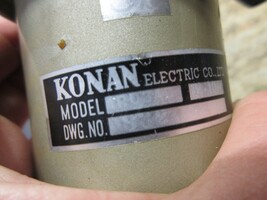 KONAN ELECTRIC CO., LTD
MODEL
DWG.NO.